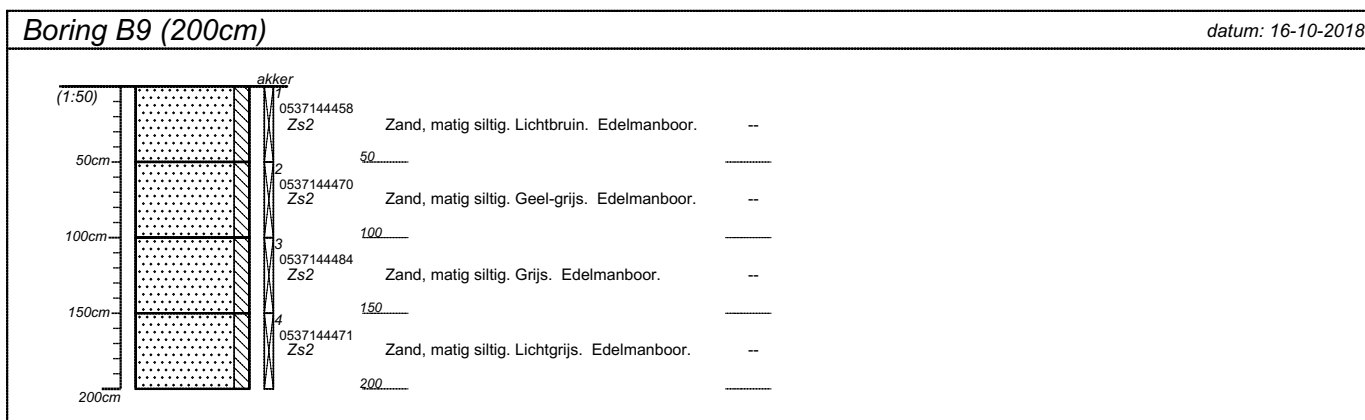 Boring B9 (200cm) datum: 16-10-2018
akker
(1:50) 1
0537144458
Zs2 Zand, matig siltig. Lichtbruin. Edelmanboor. --
50cm 50
2
0537144470
Zs2 Zand, matig siltig. Geel-grijs. Edelmanboor. --
100cm 100
3
0537144484
Zs2 Zand, matig siltig. Grijs. Edelmanboor. --
150cm 150
4
0537144471
Zs2 Zand, matig siltig. Lichtgrijs. Edelmanboor. --
200cm 200